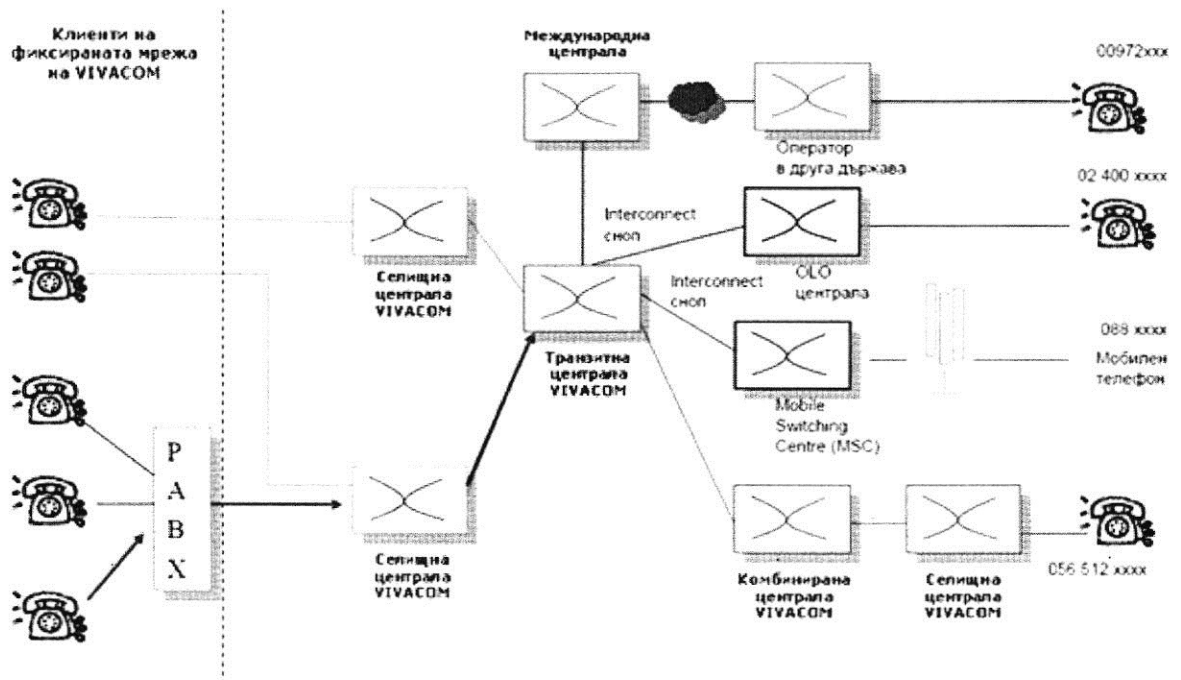 Клиенти на
фиксираната мрежа
на VIVACOM
Международна
централа
00972xxx
Оператор
в друга държава
02 400 xxxx
Interconnect
сноп
OLO
централа
Селищна
централа
VIVACOM
Interconnect
сноп
Транзитна
централа
VIVACOM
088 xxxx
Мобилен
телефон
Mobile
Switching
Centre (MSC)
P
A
B
X
Селищна
централа
VIVACOM
Комбинирана
централа
VIVACOM
Селищна
централа
VIVACOM
056 512 xxxx